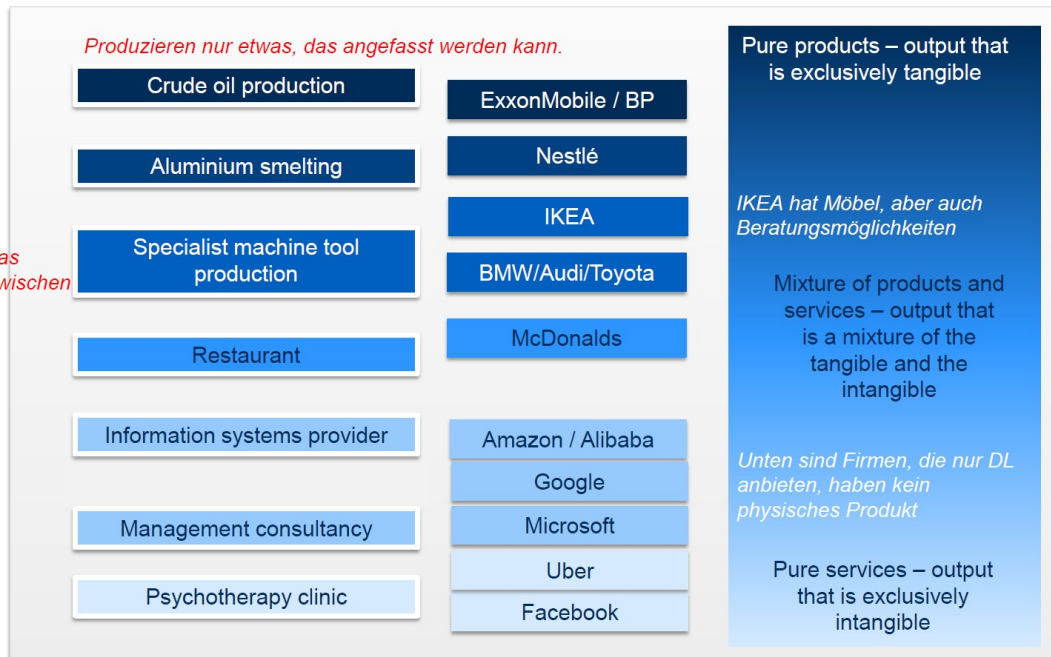 Produzieren nur etwas, das angefasst werden kann.
Crude oil production
Aluminium smelting
as
wischen
Specialist machine tool
production
Restaurant
Information systems provider
Management consultancy
Psychotherapy clinic
ExxonMobile / BP
Nestlé
IKEA
BMW/Audi/Toyota
McDonalds
Amazon / Alibaba
Google
Microsoft
Uber
Facebook
Pure products – output that
is exclusively tangible
IKEA hat Möbel, aber auch
Beratungsmöglichkeiten
Mixture of products and
services – output that
is a mixture of the
tangible and the
intangible
Unten sind Firmen, die nur DL
anbieten, haben kein
physisches Produkt
Pure services – output
that is exclusively
intangible